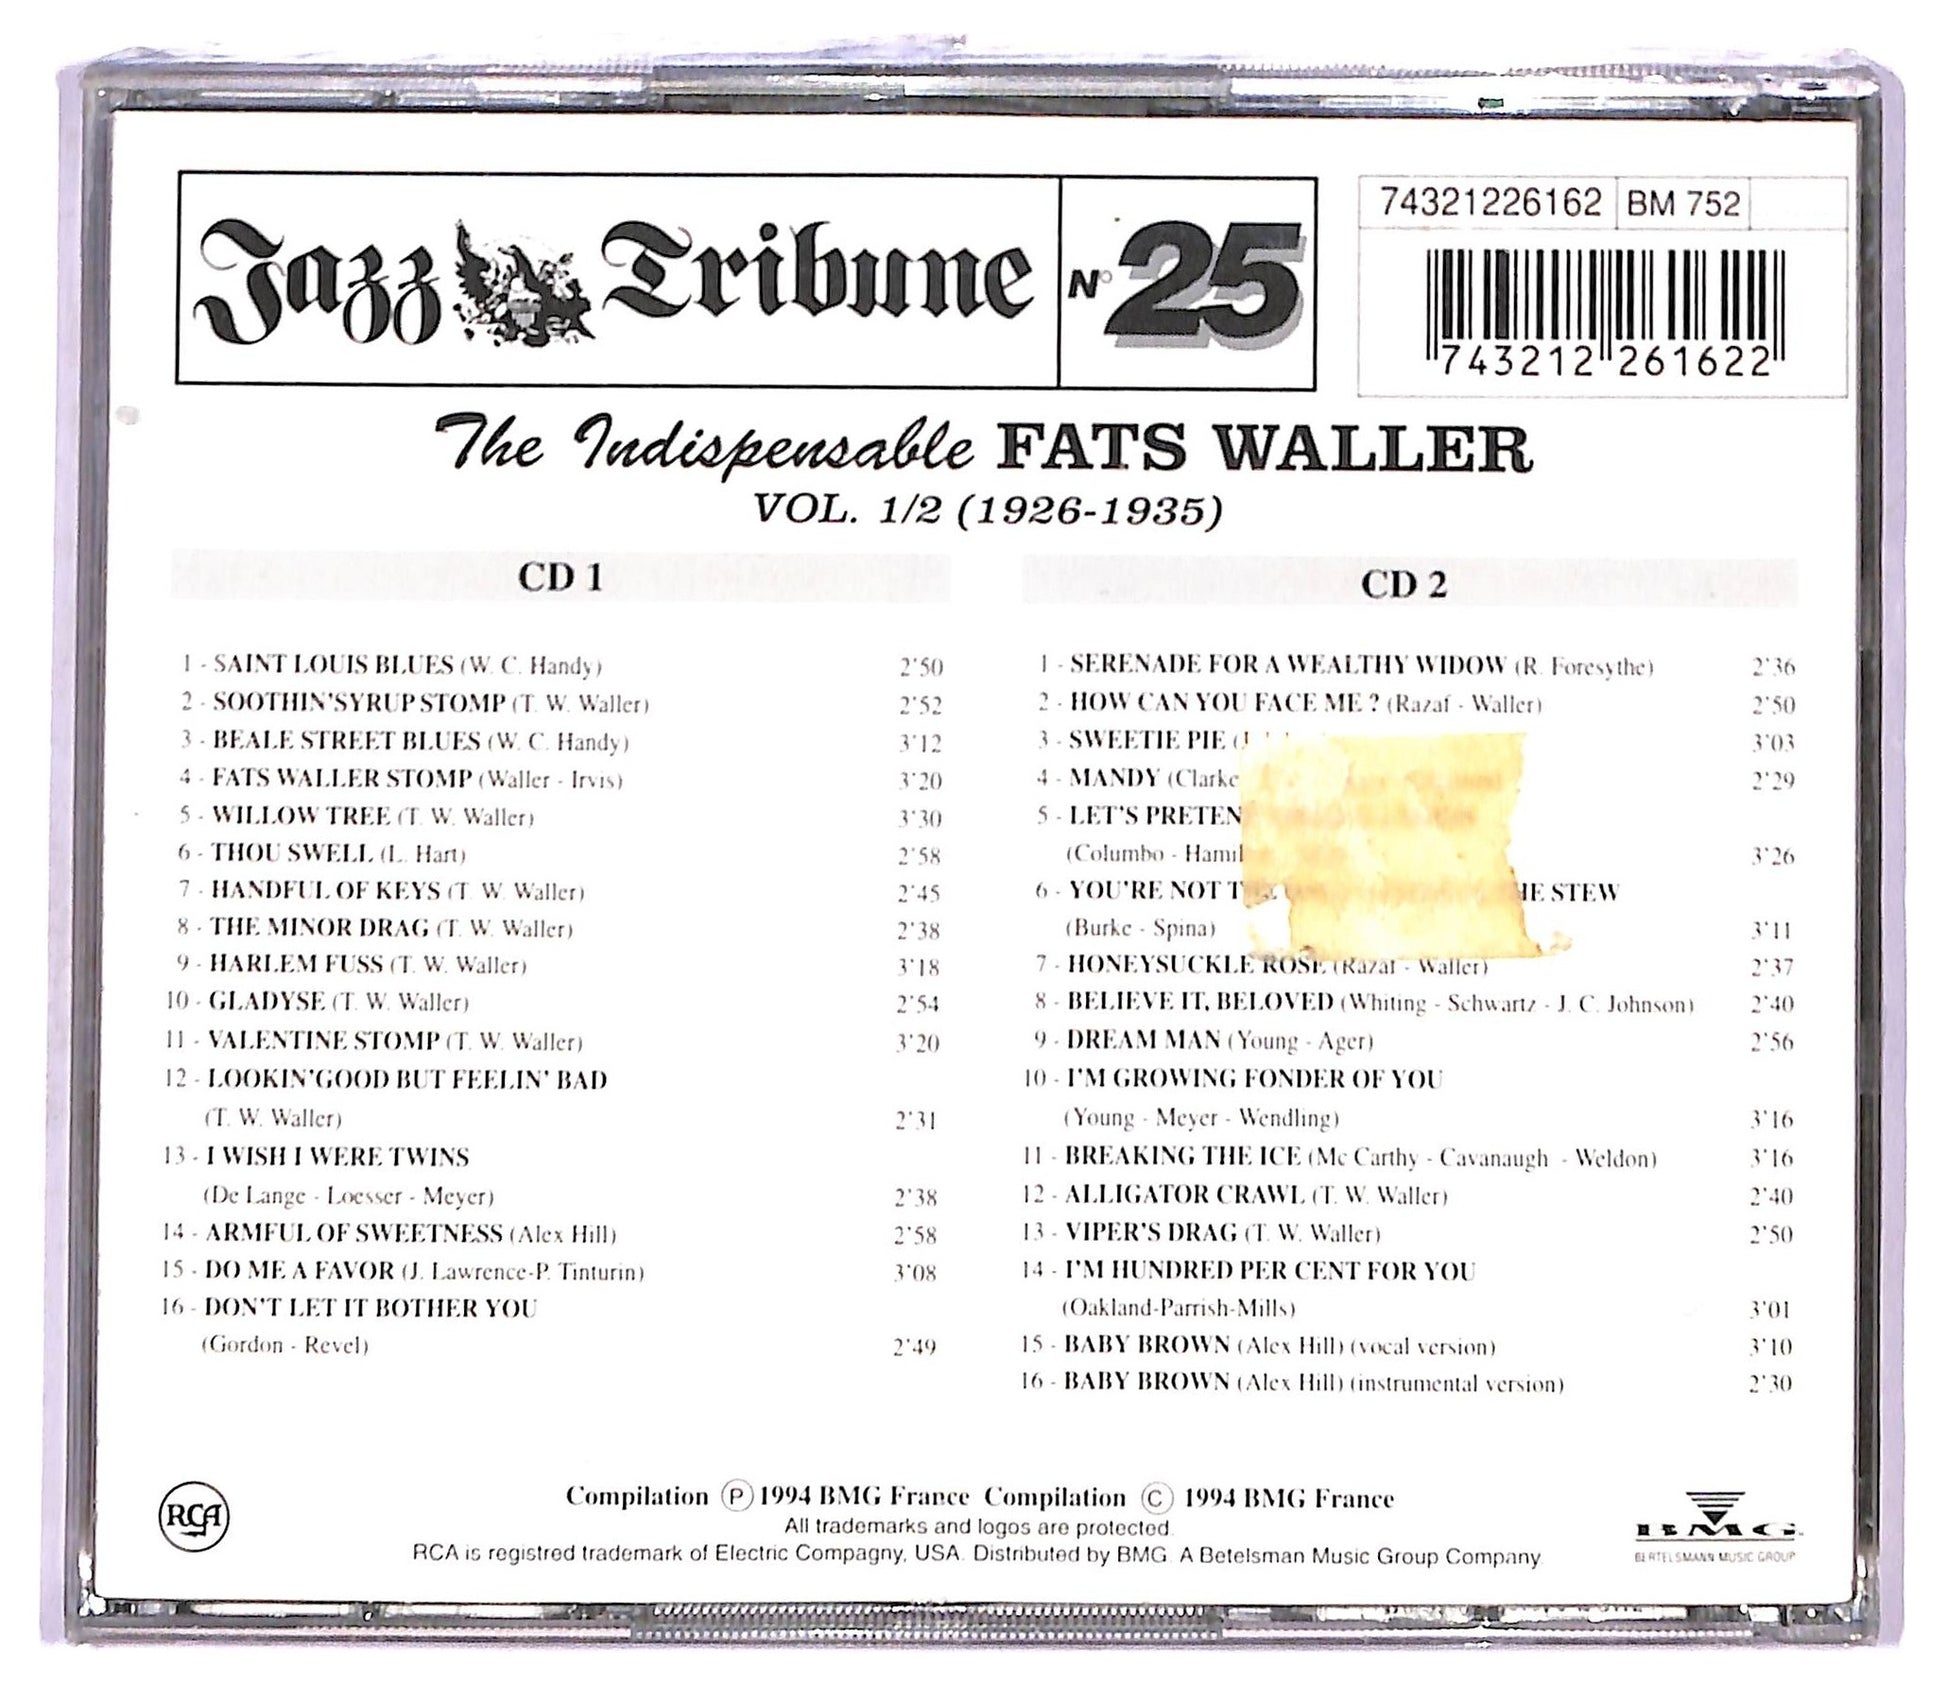 Jazz Tribune N° 25
74321226162 BM 752
743212 261622
The Indispensable FATS WALLER
VOL. 1/2 (1926-1935)
CD 1
1 - SAINT LOUIS BLUES (W. C. Handy) 2'50
2 - SOOTHIN'SYRUP STOMP (T. W. Waller) 2'52
3 - BEALE STREET BLUES (W. C. Handy) 3'12
4 - FATS WALLER STOMP (Waller - Irvis) 3'20
5 - WILLOW TREE (T. W. Waller) 3'30
6 - THOU SWELL (L. Hart) 2'58
7 - HANDFUL OF KEYS (T. W. Waller) 2'45
8 - THE MINOR DRAG (T. W. Waller) 2'38
9 - HARLEM FUSS (T. W. Waller) 3'18
10 - GLADYSE (T. W. Waller) 2'54
11 - VALENTINE STOMP (T. W. Waller) 3'20
12 - LOOKIN'GOOD BUT FEELIN' BAD
(T. W. Waller) 2'31
13 - I WISH I WERE TWINS
(De Lange - Loesser - Meyer) 2'38
14 - ARMFUL OF SWEETNESS (Alex Hill) 2'58
15 - DO ME A FAVOR (J. Lawrence-P. Tinturin) 3'08
16 - DON'T LET IT BOTHER YOU
(Gordon - Revel) 2'49
CD 2
1 - SERENADE FOR A WEALTHY WIDOW (R. Foresythe) 2'36
2 - HOW CAN YOU FACE ME ? (Razaf - Waller) 2'50
3 - SWEETIE PIE 3'03
4 - MANDY (Clarke 2'29
5 - LET'S PRETEN
(Columbo - Hamil 3'26
6 - YOU'RE NOT THE STEW
(Burke - Spina) 3'11
7 - HONEYSUCKLE ROSE (Razaf - Waller) 2'37
8 - BELIEVE IT, BELOVED (Whiting - Schwartz - J. C. Johnson) 2'40
9 - DREAM MAN (Young - Ager) 2'56
10 - I'M GROWING FONDER OF YOU
(Young - Meyer - Wendling) 3'16
11 - BREAKING THE ICE (Mc Carthy - Cavanaugh - Weldon) 3'16
12 - ALLIGATOR CRAWL (T. W. Waller) 2'40
13 - VIPER'S DRAG (T. W. Waller) 2'50
14 - I'M HUNDRED PER CENT FOR YOU
(Oakland-Parrish-Mills) 3'01
15 - BABY BROWN (Alex Hill) (vocal version) 3'10
16 - BABY BROWN (Alex Hill) (instrumental version) 2'30
RCA
Compilation Ⓟ 1994 BMG France Compilation © 1994 BMG France
All trademarks and logos are protected.
RCA is registred trademark of Electric Compagny, USA. Distributed by BMG. A Betelsman Music Group Company
BMG
BERTELSMANN MUSIC GROUP